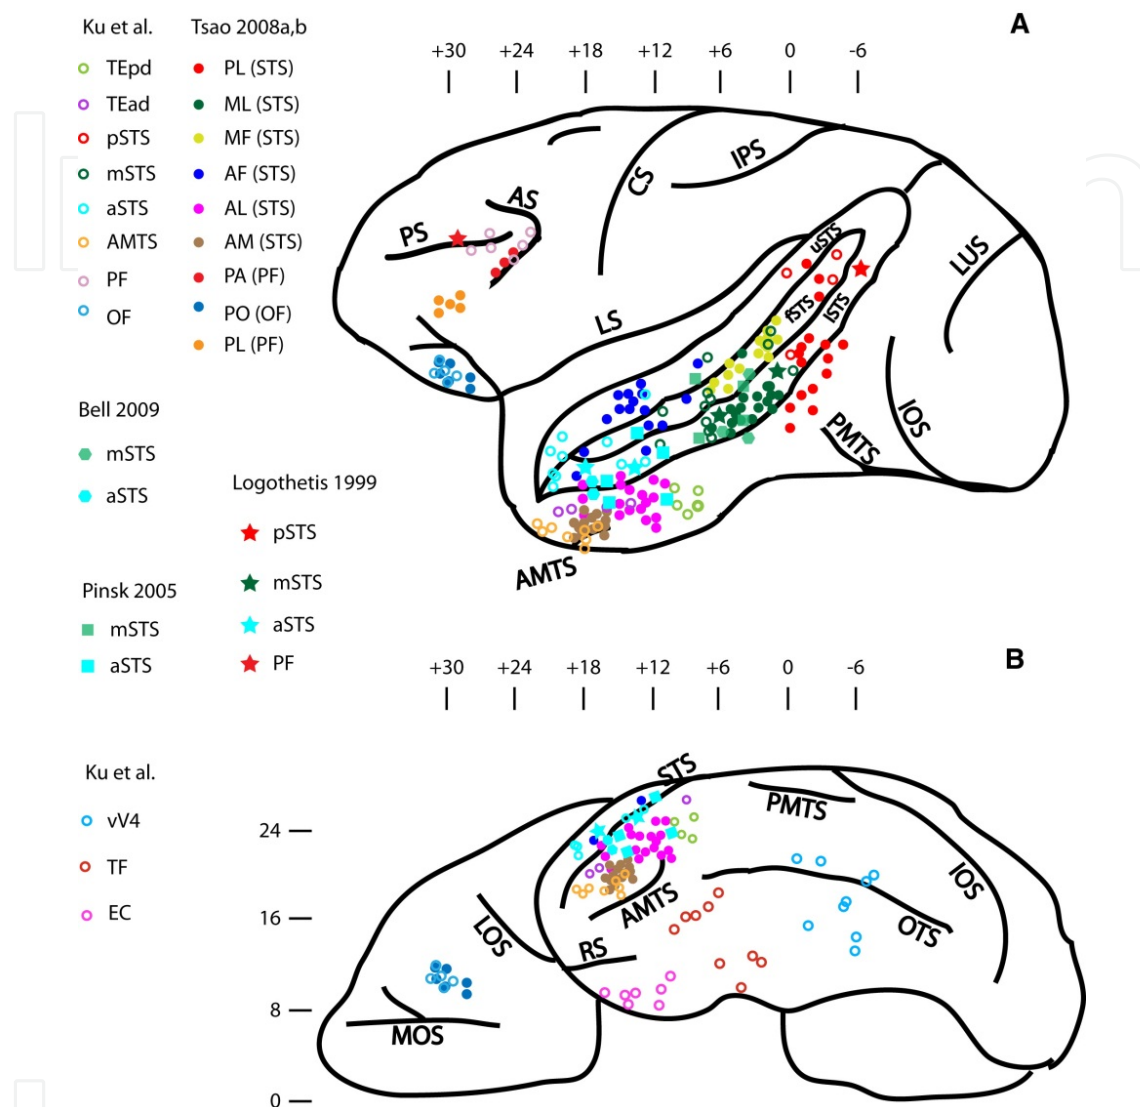 A
Ku et al.
TEpd
TEad
pSTS
mSTS
aSTS
AMTS
PF
OF
Tsao 2008a,b
PL (STS)
ML (STS)
MF (STS)
AF (STS)
AL (STS)
AM (STS)
PA (PF)
PO (OF)
PL (PF)
Bell 2009
mSTS
aSTS
Pinsk 2005
mSTS
aSTS
Logothetis 1999
pSTS
mSTS
aSTS
PF
+30 +24 +18 +12 +6 0 -6
PS
AS
CS
IPS
LS
uSTS
fSTS
lSTS
LUS
IOS
PMTS
AMTS
B
+30 +24 +18 +12 +6 0 -6
Ku et al.
vV4
TF
EC
24
16
8
0
STS
PMTS
IOS
AMTS
OTS
LOS
RS
MOS